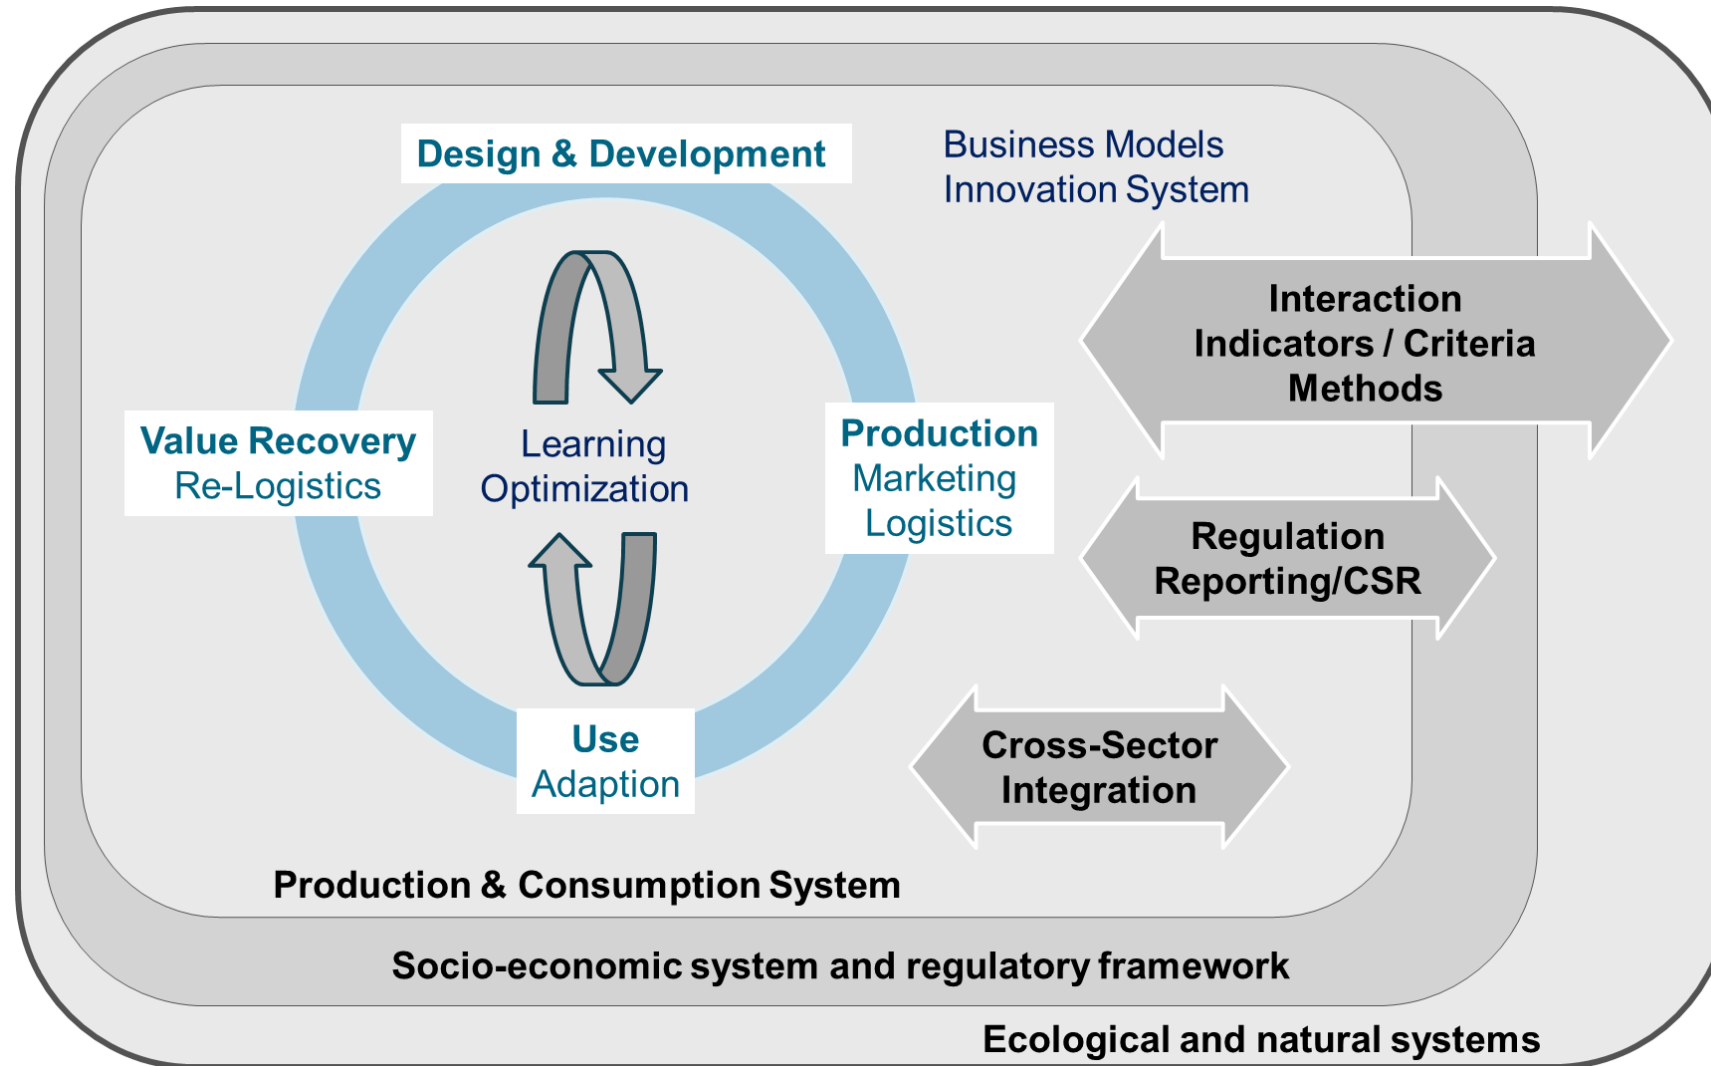 Design & Development
Business Models
Innovation System
Interaction
Indicators / Criteria
Methods
Value Recovery
Re-Logistics
Learning
Optimization
Production
Marketing
Logistics
Regulation
Reporting/CSR
Use
Adaption
Cross-Sector
Integration
Production & Consumption System
Socio-economic system and regulatory framework
Ecological and natural systems